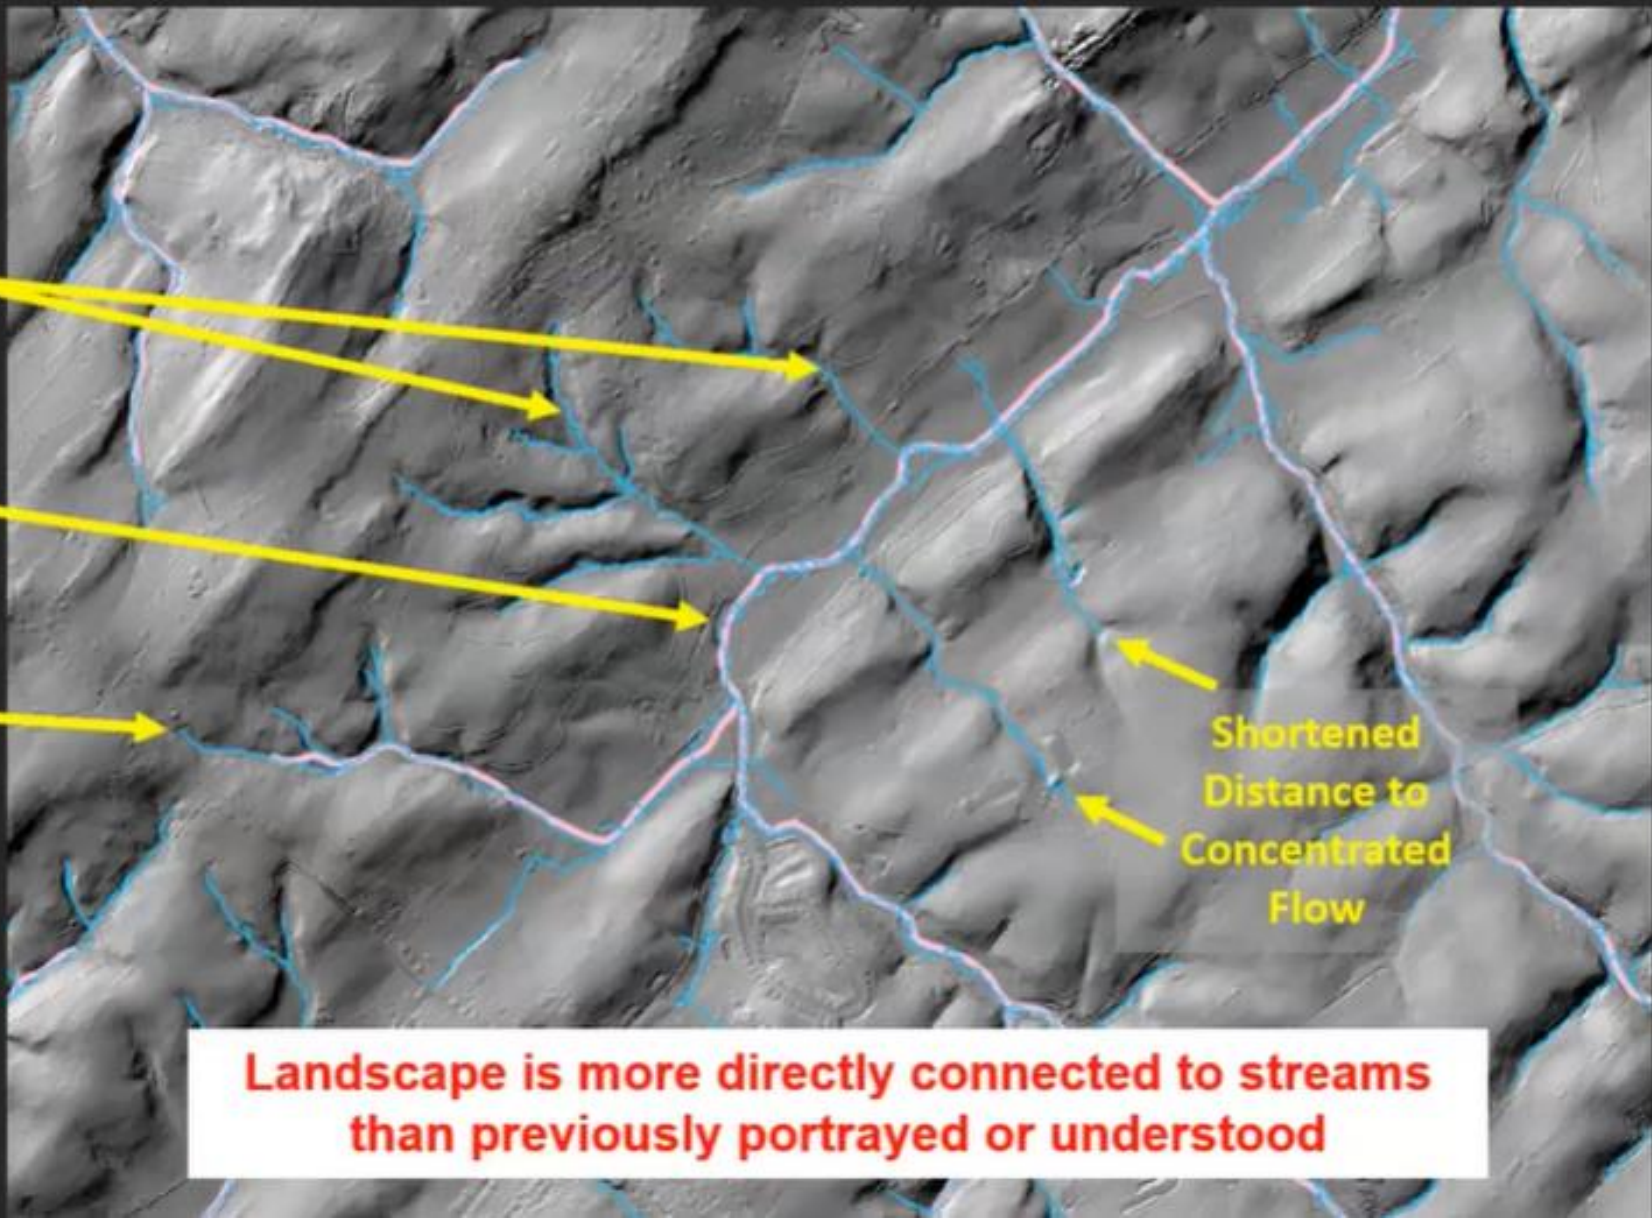 Shortened
Distance to
Concentrated
Flow
Landscape is more directly connected to streams
than previously portrayed or understood